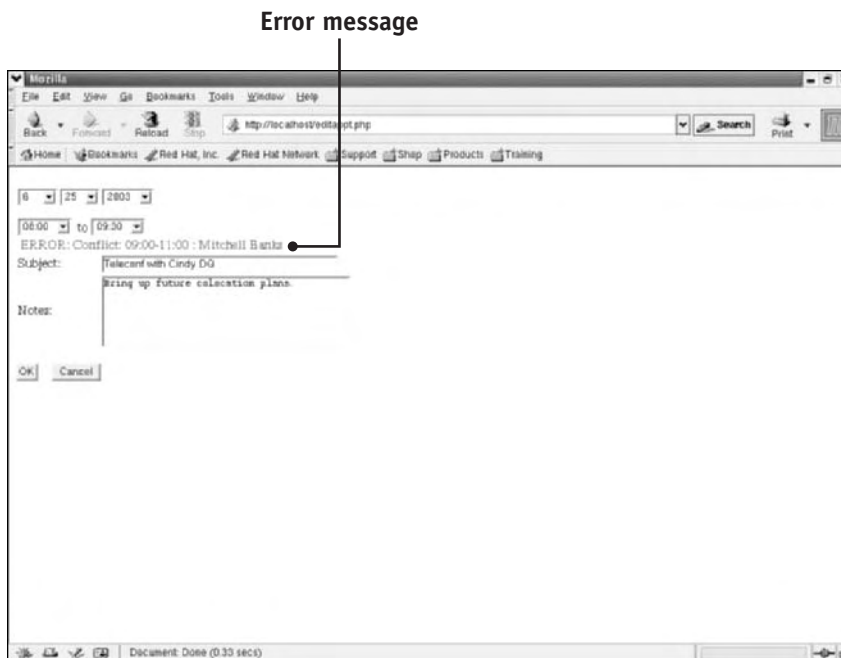 Error message
Mozilla
File Edit View Go Bookmarks Tools Window Help
Back Forward Reload Stop http://localhost/editappt.php Search Print
Home Bookmarks Red Hat, Inc. Red Hat Network Support Shop Products Training
6 25 2003
08:00 to 09:30
ERROR: Conflict: 09:00-11:00 : Mitchell Banks
Subject: Teleconf with Cindy DG
Bring up future colocation plans.
Notes:
OK Cancel
Document: Done (0.33 secs)